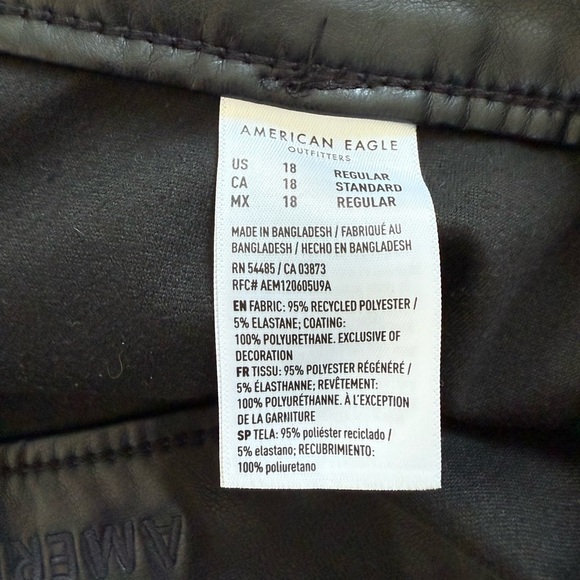 AMERICAN EAGLE
OUTFITTERS
US 18 REGULAR
CA 18 STANDARD
MX 18 REGULAR
MADE IN BANGLADESH / FABRIQUÉ AU
BANGLADESH / HECHO EN BANGLADESH
RN 54485 / CA 03873
RFC# AEM120605U9A
EN FABRIC: 95% RECYCLED POLYESTER /
5% ELASTANE; COATING:
100% POLYURETHANE. EXCLUSIVE OF
DECORATION
FR TISSU: 95% POLYESTER RÉGÉNÉRÉ /
5% ÉLASTHANNE; REVÊTEMENT:
100% POLYURÉTHANE. À L'EXCEPTION
DE LA GARNITURE
SP TELA: 95% poliéster reciclado /
5% elastano; RECUBRIMIENTO:
100% poliuretano
AMERI